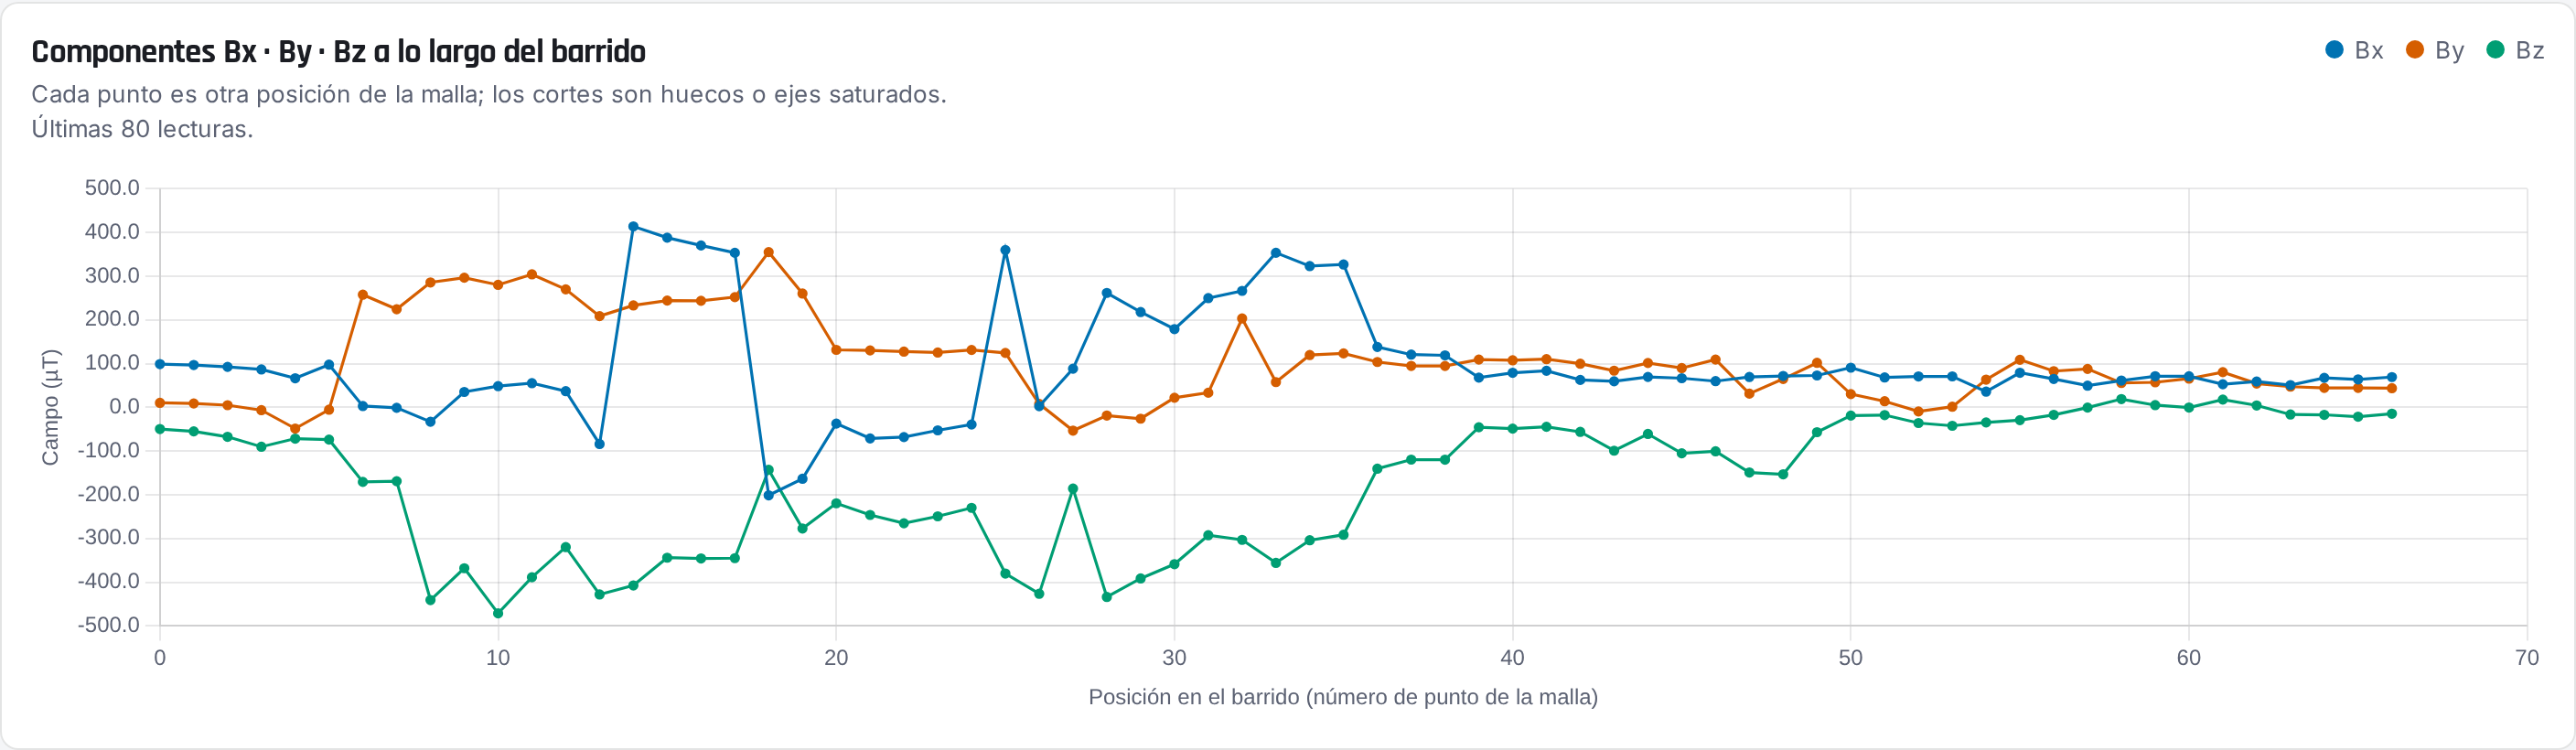 Componentes Bx · By · Bz a lo largo del barrido
Bx By Bz
Cada punto es otra posición de la malla; los cortes son huecos o ejes saturados.
Últimas 80 lecturas.
Campo (µT)
500.0
400.0
300.0
200.0
100.0
0.0
-100.0
-200.0
-300.0
-400.0
-500.0
0 10 20 30 40 50 60 70
Posición en el barrido (número de punto de la malla)